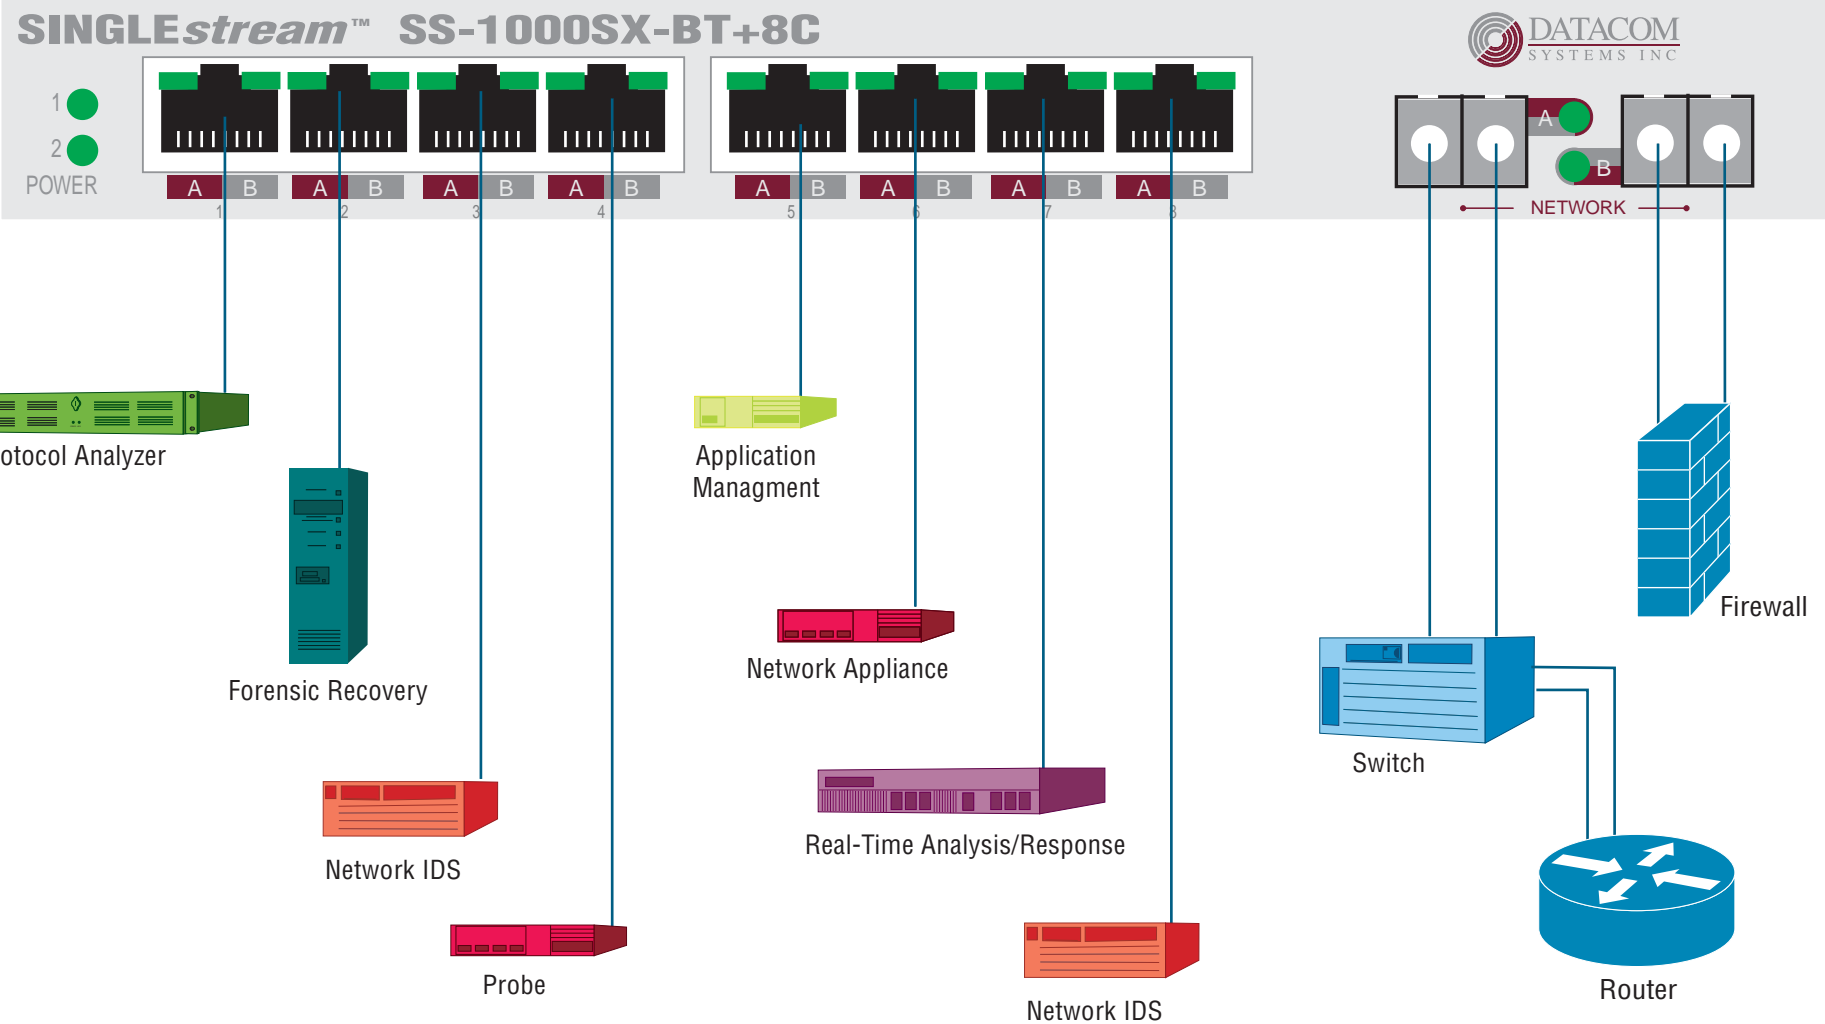 SINGLEstream™ SS-1000SX-BT+8C
DATACOM
SYSTEMS INC
1
2
POWER
A B A B A B A B A B A B A B A B
1 2 3 4 5 6 7 8
A
B
NETWORK
otocol Analyzer
Forensic Recovery
Network IDS
Probe
Application
Managment
Network Appliance
Real-Time Analysis/Response
Network IDS
Firewall
Switch
Router